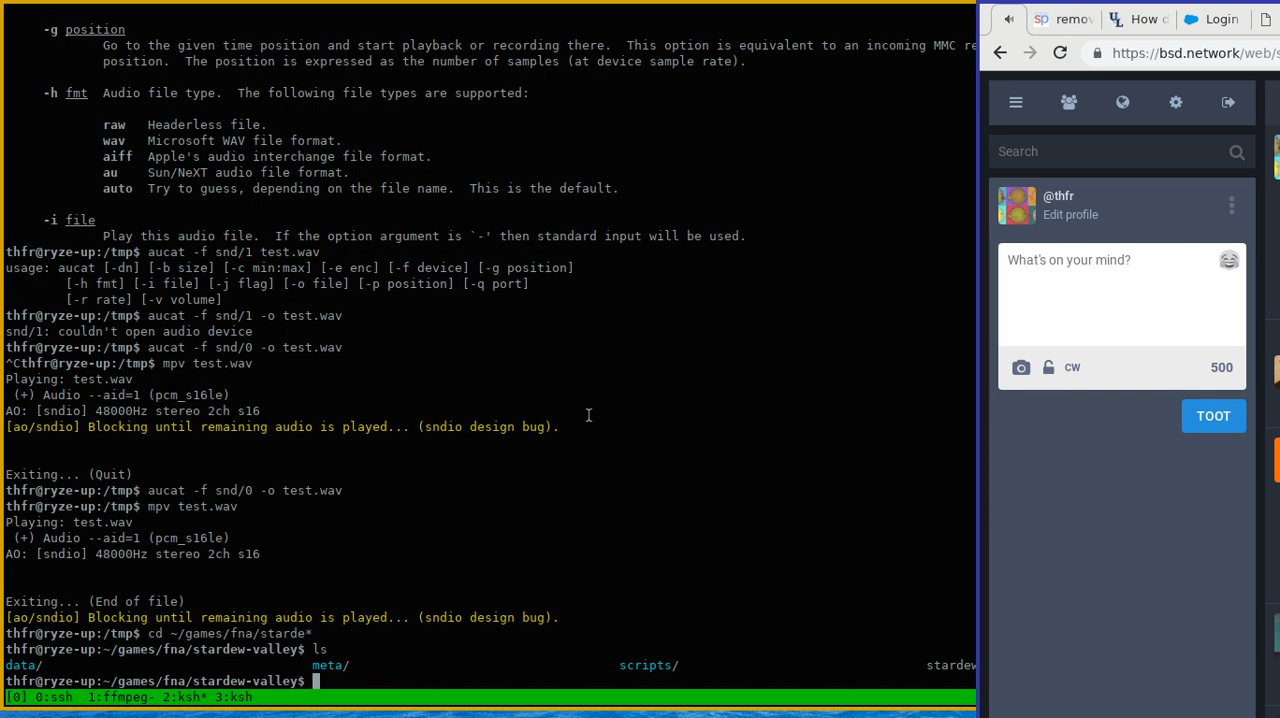 -g position
Go to the given time position and start playback or recording there.  This option is equivalent to an incoming MMC re
position.  The position is expressed as the number of samples (at device sample rate).
-h fmt  Audio file type.  The following file types are supported:
raw   Headerless file.
wav   Microsoft WAV file format.
aiff  Apple's audio interchange file format.
au    Sun/NeXT audio file format.
auto  Try to guess, depending on the file name.  This is the default.
-i file
Play this audio file.  If the option argument is `-' then standard input will be used.
thfr@ryze-up:/tmp$ aucat -f snd/1 test.wav
usage: aucat [-dn] [-b size] [-c min:max] [-e enc] [-f device] [-g position]
[-h fmt] [-i file] [-j flag] [-o file] [-p position] [-q port]
[-r rate] [-v volume]
thfr@ryze-up:/tmp$ aucat -f snd/1 -o test.wav
snd/1: couldn't open audio device
thfr@ryze-up:/tmp$ aucat -f snd/0 -o test.wav
^Cthfr@ryze-up:/tmp$ mpv test.wav
Playing: test.wav
(+) Audio --aid=1 (pcm_s16le)
AO: [sndio] 48000Hz stereo 2ch s16
[ao/sndio] Blocking until remaining audio is played... (sndio design bug).
Exiting... (Quit)
thfr@ryze-up:/tmp$ aucat -f snd/0 -o test.wav
thfr@ryze-up:/tmp$ mpv test.wav
Playing: test.wav
(+) Audio --aid=1 (pcm_s16le)
AO: [sndio] 48000Hz stereo 2ch s16
Exiting... (End of file)
[ao/sndio] Blocking until remaining audio is played... (sndio design bug).
thfr@ryze-up:/tmp$ cd ~/games/fna/starde*
thfr@ryze-up:~/games/fna/stardew-valley$ ls
data/ meta/ scripts/ stardew
thfr@ryze-up:~/games/fna/stardew-valley$
[0] 0:ssh  1:ffmpeg- 2:ksh* 3:ksh
sp remov UL How d Login
https://bsd.network/web/s
Search
@thfr
Edit profile
What's on your mind?
CW 500
TOOT